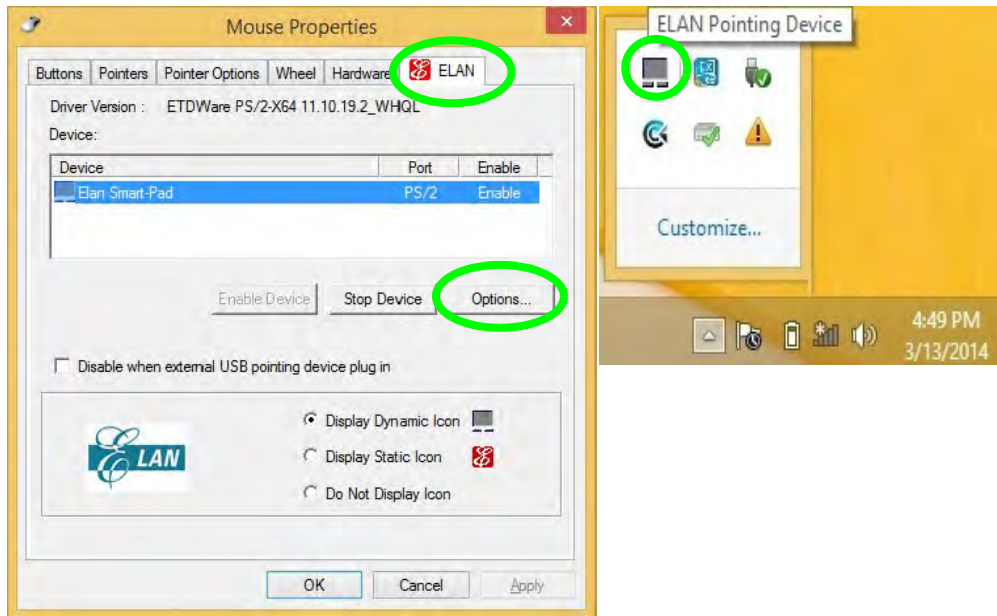 Mouse Properties
Buttons Pointers Pointer Options Wheel Hardware ELAN
Driver Version : ETDWare PS/2-X64 11.10.19.2_WHQL
Device:
Device Port Enable
Elan Smart-Pad PS/2 Enable
Enable Device Stop Device Options...
Disable when external USB pointing device plug in
Display Dynamic Icon
ELAN Display Static Icon
Do Not Display Icon
OK Cancel Apply
ELAN Pointing Device
Customize...
4:49 PM
3/13/2014